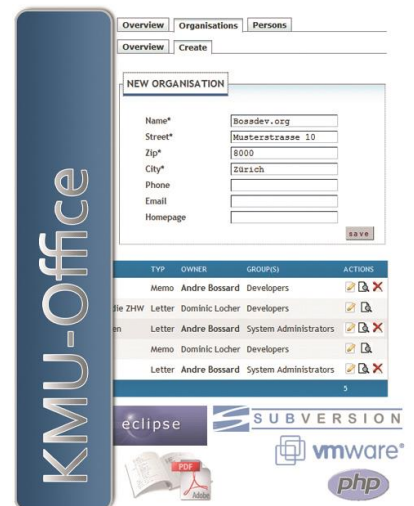 KMU-Office
Overview Organisations Persons
Overview Create
NEW ORGANISATION
Name* Bossdev.org
Street* Musterstrasse 10
Zip* 8000
City* Zürich
Phone
Email
Homepage
save
TYP OWNER GROUP(S) ACTIONS
Memo Andre Bossard Developers
die ZHW Letter Dominic Locher Developers
en Letter Andre Bossard System Administrators
Memo Dominic Locher Developers
Letter Andre Bossard System Administrators
5
eclipse
SUBVERSION
vmware®
PDF
Adobe
php